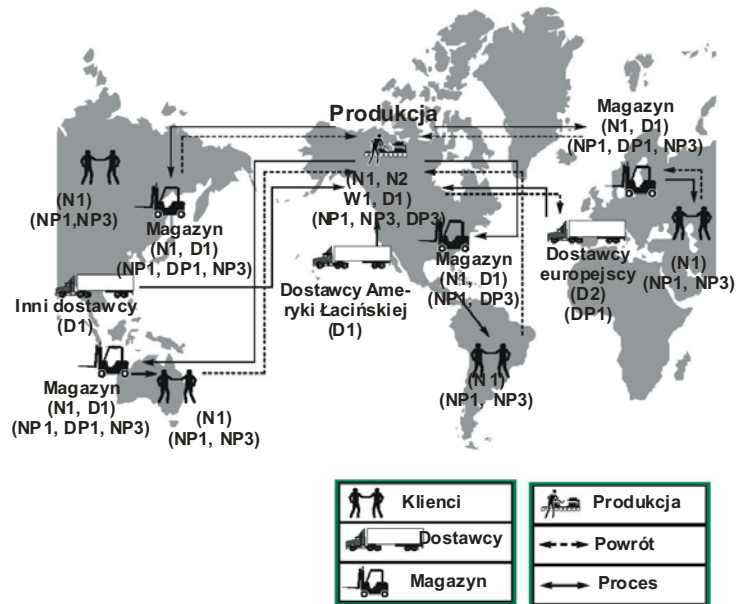 Produkcja
(N1, N2
W1, D1)
(NP1, NP3, DP3)
Magazyn
(N1, D1)
(NP1, DP1, NP3)
(N1)
(NP1,NP3)
Magazyn
(N1, D1)
(NP1, DP1, NP3)
Inni dostawcy
(D1)
Dostawcy Ame-
ryki Łacińskiej
(D1)
Magazyn
(N1, D1)
(NP1, DP3)
Dostawcy
europejscy
(D2)
(DP1)
(N1)
(NP1, NP3)
Magazyn
(N1, D1)
(NP1, DP1, NP3)
(N1)
(NP1, NP3)
(N1)
(NP1, NP3)
Klienci
Dostawcy
Magazyn
Produkcja
Powrót
Proces